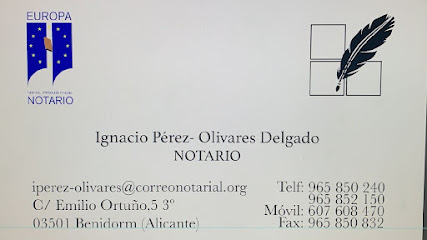 EUROPA
NOTARIO
Ignacio Pérez- Olivares Delgado
NOTARIO
iperez-olivares@correonotarial.org
C/ Emilio Ortuño.5 3º
03501 Benidorm (Alicante)
Telf: 965 850 240
965 852 150
Móvil: 607 608 470
Fax: 965 850 832